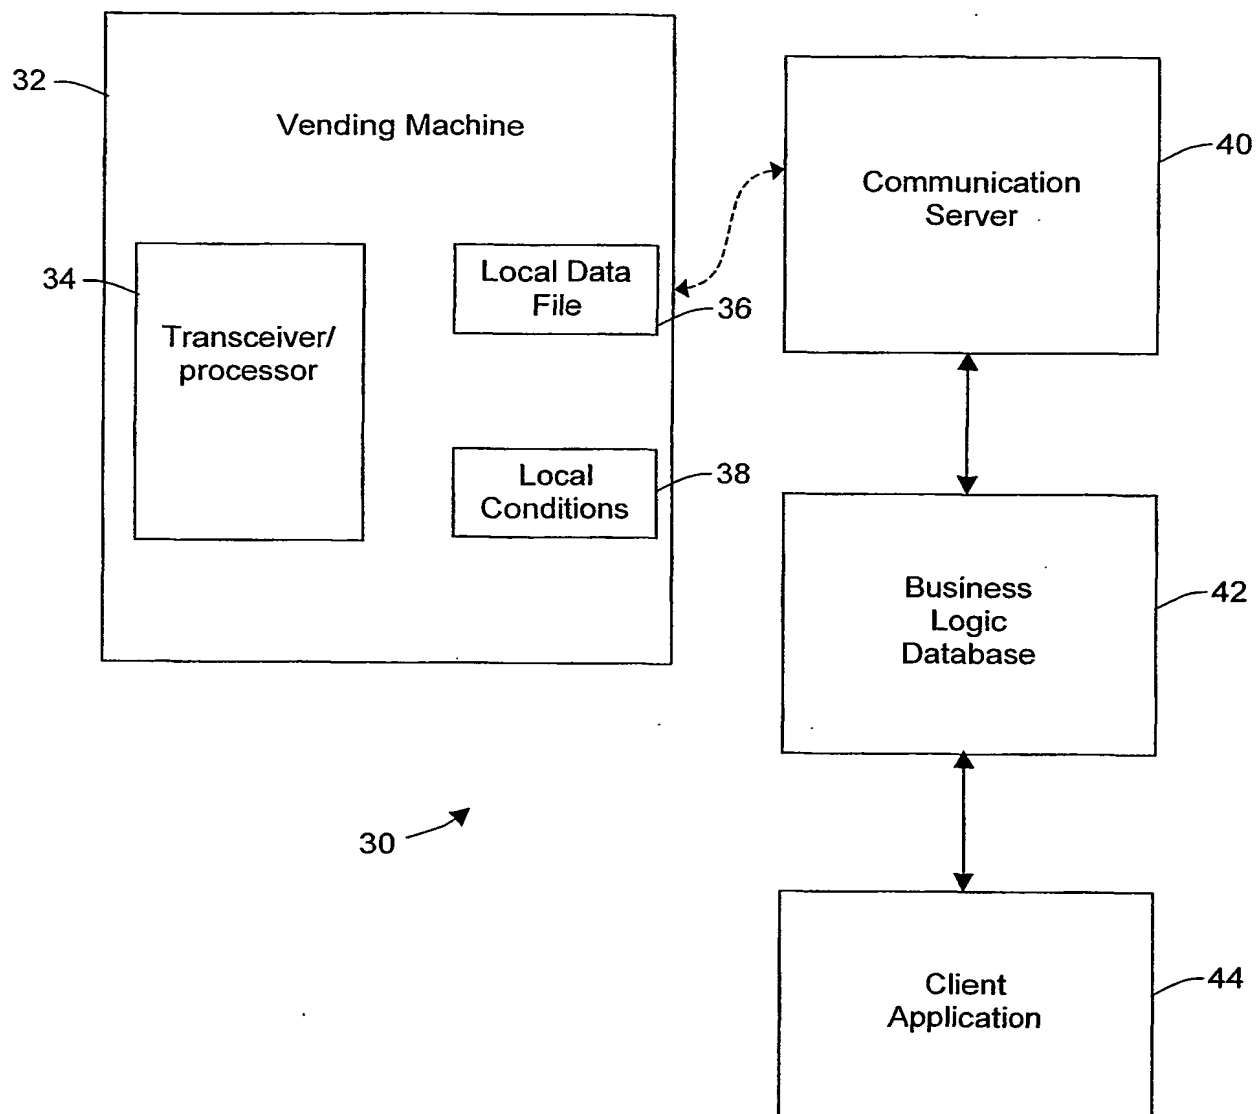 32
Vending Machine
34
Transceiver/
processor
Local Data
File
36
Local
Conditions
38
Communication
Server
40
Business
Logic
Database
42
30
Client
Application
44